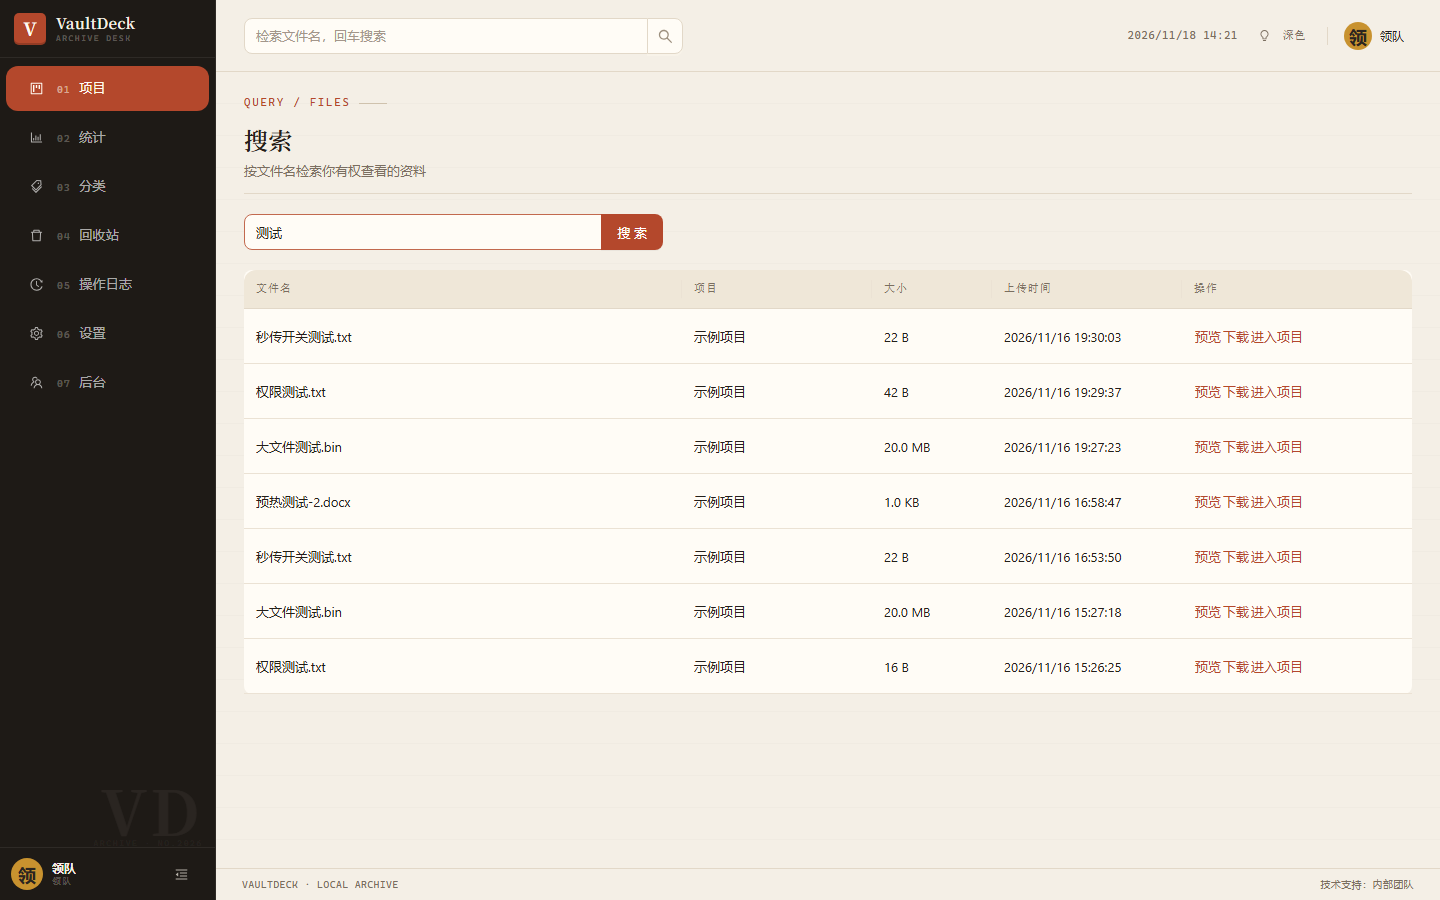 V VaultDeck
ARCHIVE DESK
01 项目
02 统计
03 分类
04 回收站
05 操作日志
06 设置
07 后台
VD
领 领队
领队
检索文件名，回车搜索
2026/11/18 14:21 深色 领 领队
QUERY / FILES
搜索
按文件名检索你有权查看的资料
测试 搜 索
文件名 项目 大小 上传时间 操作
秒传开关测试.txt 示例项目 22 B 2026/11/16 19:30:03 预览 下载 进入项目
权限测试.txt 示例项目 42 B 2026/11/16 19:29:37 预览 下载 进入项目
大文件测试.bin 示例项目 20.0 MB 2026/11/16 19:27:23 预览 下载 进入项目
预热测试-2.docx 示例项目 1.0 KB 2026/11/16 16:58:47 预览 下载 进入项目
秒传开关测试.txt 示例项目 22 B 2026/11/16 16:53:50 预览 下载 进入项目
大文件测试.bin 示例项目 20.0 MB 2026/11/16 15:27:18 预览 下载 进入项目
权限测试.txt 示例项目 16 B 2026/11/16 15:26:25 预览 下载 进入项目
VAULTDECK · LOCAL ARCHIVE
技术支持：内部团队